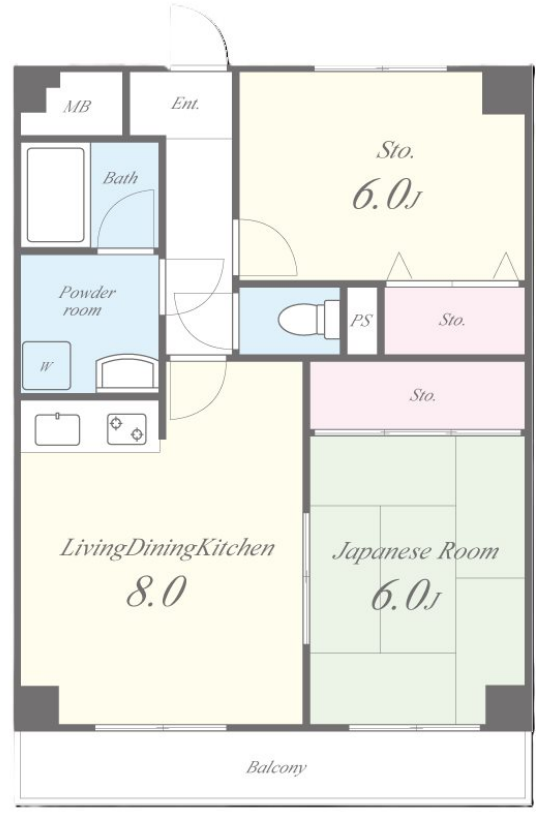 MB
Ent.
Sto.
6.0J
Bath
Powder
room
W
PS
Sto.
Sto.
LivingDiningKitchen
8.0
Japanese Room
6.0J
Balcony